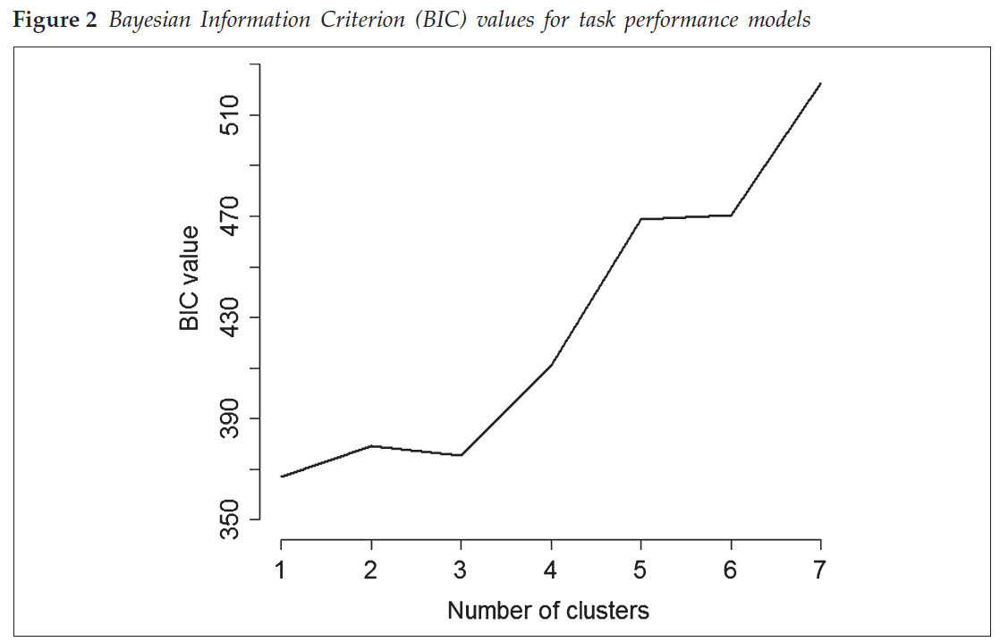 Figure 2 Bayesian Information Criterion (BIC) values for task performance models
510
470
430
390
350
BIC value
1 2 3 4 5 6 7
Number of clusters